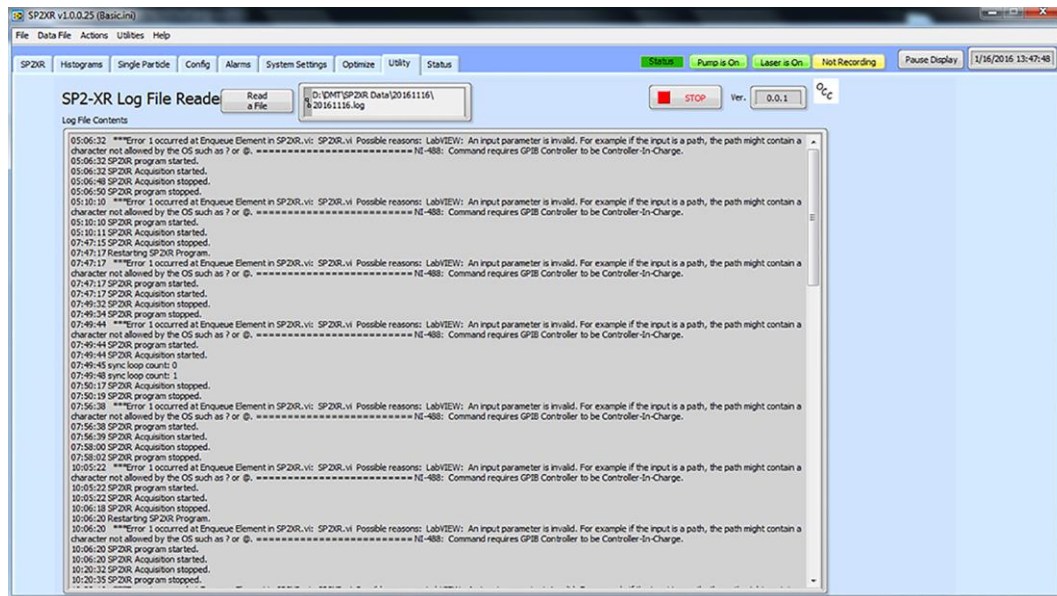 SP2XR v1.0.0.25 (Basic.ini)
File Data File Actions Utilities Help
SP2XR Histograms Single Particle Config Alarms System Settings Optimize Utility Status
Status Pump is On Laser is On Not Recording Pause Display 1/16/2016 13:47:48
SP2-XR Log File Reade
Read
a File
D:\DMT\SP2XR Data\20161116\
20161116.log
STOP Ver. 0.0.1
Log File Contents
05:06:32 ***Error 1 occurred at Enqueue Element in SP2XR.vi: SP2XR.vi Possible reasons: LabVIEW: An input parameter is invalid. For example if the input is a path, the path might contain a
character not allowed by the OS such as ? or @. ========================= NI-488: Command requires GPIB Controller to be Controller-In-Charge.
05:06:32 SP2XR program started.
05:06:32 SP2XR Acquisition started.
05:06:48 SP2XR Acquisition stopped.
05:06:50 SP2XR program stopped.
05:10:10 ***Error 1 occurred at Enqueue Element in SP2XR.vi: SP2XR.vi Possible reasons: LabVIEW: An input parameter is invalid. For example if the input is a path, the path might contain a
character not allowed by the OS such as ? or @. ========================= NI-488: Command requires GPIB Controller to be Controller-In-Charge.
05:10:10 SP2XR program started.
05:10:11 SP2XR Acquisition started.
07:47:15 SP2XR Acquisition stopped.
07:47:17 Restarting SP2XR Program.
07:47:17 ***Error 1 occurred at Enqueue Element in SP2XR.vi: SP2XR.vi Possible reasons: LabVIEW: An input parameter is invalid. For example if the input is a path, the path might contain a
character not allowed by the OS such as ? or @. ========================= NI-488: Command requires GPIB Controller to be Controller-In-Charge.
07:47:17 SP2XR program started.
07:47:17 SP2XR Acquisition started.
07:49:32 SP2XR Acquisition stopped.
07:49:34 SP2XR program stopped.
07:49:44 ***Error 1 occurred at Enqueue Element in SP2XR.vi: SP2XR.vi Possible reasons: LabVIEW: An input parameter is invalid. For example if the input is a path, the path might contain a
character not allowed by the OS such as ? or @. ========================= NI-488: Command requires GPIB Controller to be Controller-In-Charge.
07:49:44 SP2XR program started.
07:49:44 SP2XR Acquisition started.
07:49:45 sync loop count: 0
07:49:48 sync loop count: 1
07:50:17 SP2XR Acquisition stopped.
07:50:19 SP2XR program stopped.
07:56:38 ***Error 1 occurred at Enqueue Element in SP2XR.vi: SP2XR.vi Possible reasons: LabVIEW: An input parameter is invalid. For example if the input is a path, the path might contain a
character not allowed by the OS such as ? or @. ========================= NI-488: Command requires GPIB Controller to be Controller-In-Charge.
07:56:38 SP2XR program started.
07:56:39 SP2XR Acquisition started.
07:58:00 SP2XR Acquisition stopped.
07:58:02 SP2XR program stopped.
10:05:22 ***Error 1 occurred at Enqueue Element in SP2XR.vi: SP2XR.vi Possible reasons: LabVIEW: An input parameter is invalid. For example if the input is a path, the path might contain a
character not allowed by the OS such as ? or @. ========================= NI-488: Command requires GPIB Controller to be Controller-In-Charge.
10:05:22 SP2XR program started.
10:05:22 SP2XR Acquisition started.
10:06:18 SP2XR Acquisition stopped.
10:06:20 Restarting SP2XR Program.
10:06:20 ***Error 1 occurred at Enqueue Element in SP2XR.vi: SP2XR.vi Possible reasons: LabVIEW: An input parameter is invalid. For example if the input is a path, the path might contain a
character not allowed by the OS such as ? or @. ========================= NI-488: Command requires GPIB Controller to be Controller-In-Charge.
10:06:20 SP2XR program started.
10:06:20 SP2XR Acquisition started.
10:20:32 SP2XR Acquisition stopped.
10:20:35 SP2XR program stopped.